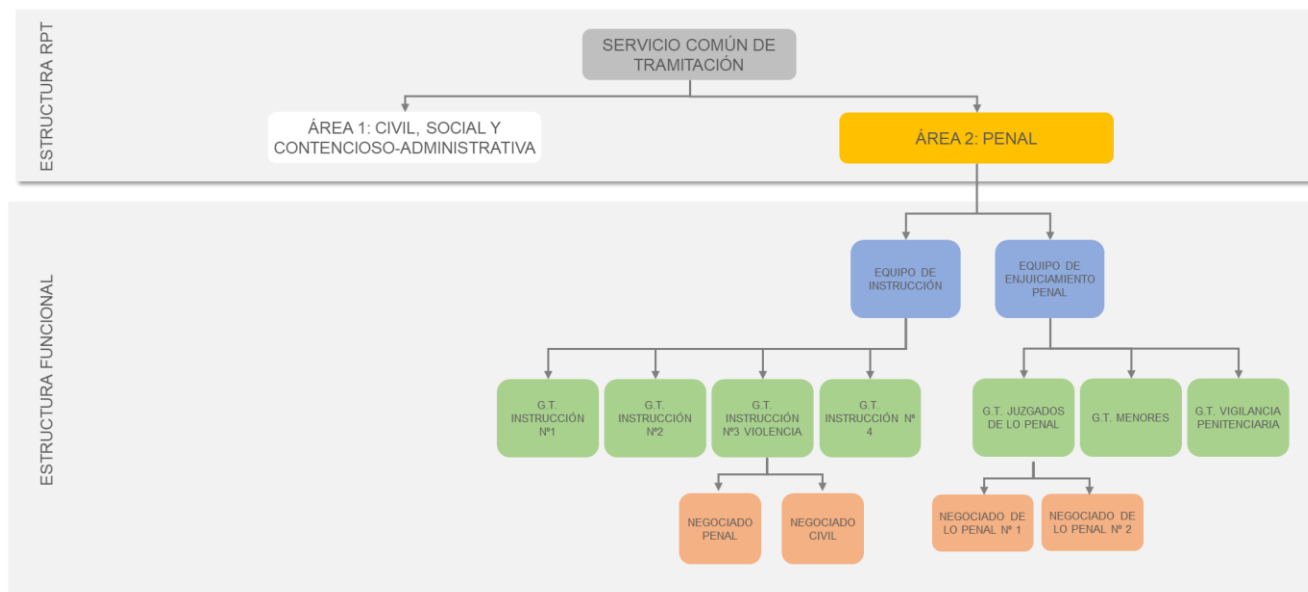 ESTRUCTURA RPT
SERVICIO COMÚN DE
TRAMITACIÓN
ÁREA 1: CIVIL, SOCIAL Y
CONTENCIOSO-ADMINISTRATIVA
ÁREA 2: PENAL
ESTRUCTURA FUNCIONAL
EQUIPO DE
INSTRUCCIÓN
EQUIPO DE
ENJUICIAMIENTO
PENAL
G.T.
INSTRUCCIÓN
Nº1
G.T.
INSTRUCCIÓN
Nº2
G.T.
INSTRUCCIÓN
Nº3 VIOLENCIA
G.T.
INSTRUCCIÓN Nº
4
G.T. JUZGADOS
DE LO PENAL
G.T. MENORES
G.T. VIGILANCIA
PENITENCIARIA
NEGOCIADO
PENAL
NEGOCIADO
CIVIL
NEGOCIADO DE
LO PENAL Nº 1
NEGOCIADO DE
LO PENAL Nº 2